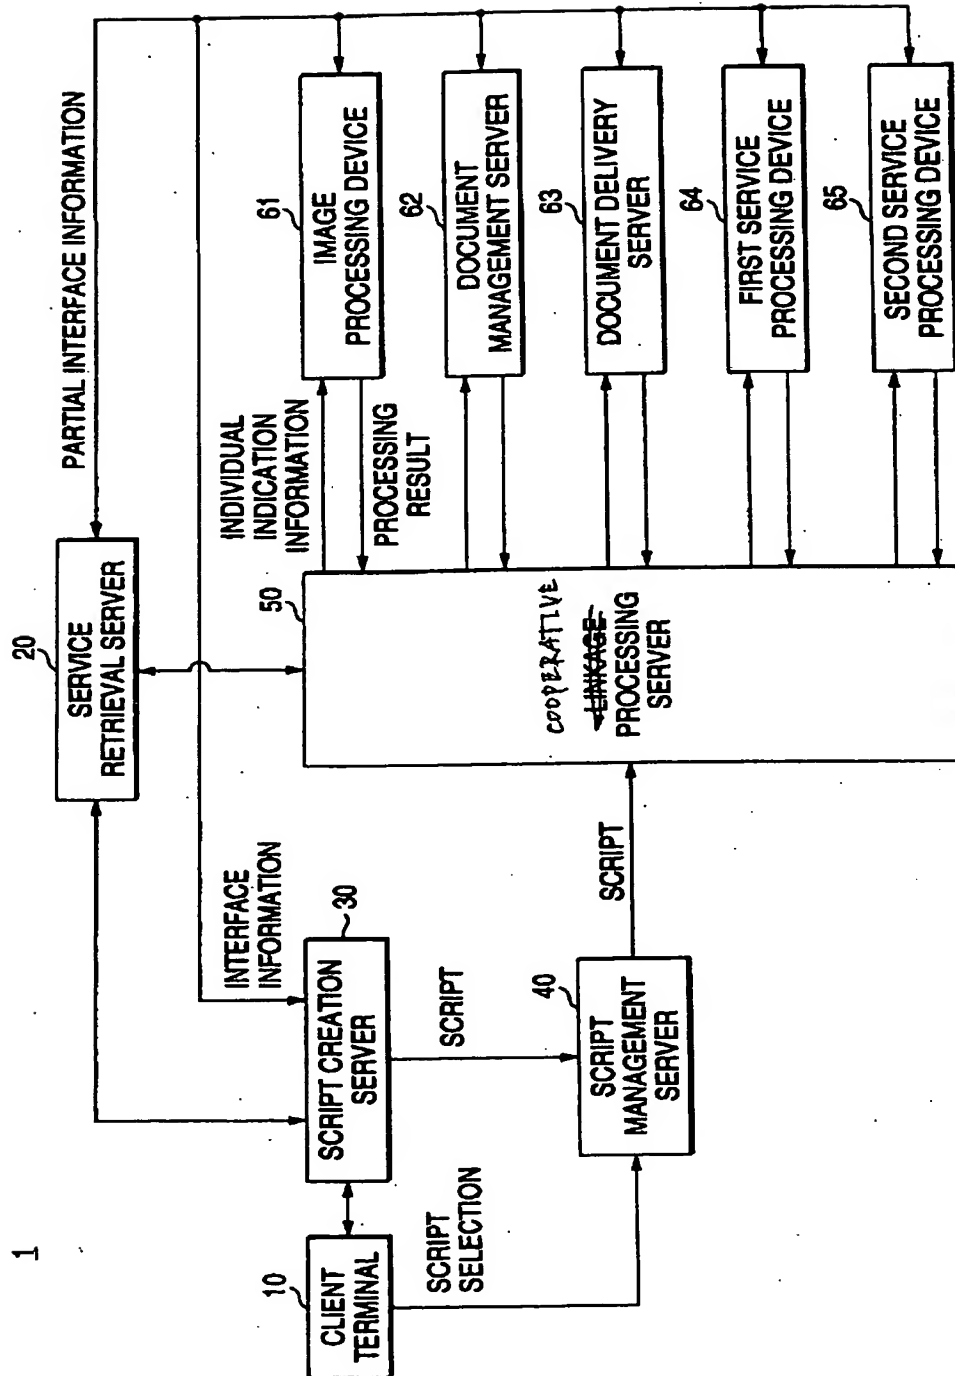 1
10
CLIENT
TERMINAL
SCRIPT
SELECTION
30
SCRIPT CREATION
SERVER
INTERFACE
INFORMATION
SCRIPT
40
SCRIPT
MANAGEMENT
SERVER
SCRIPT
20
SERVICE
RETRIEVAL SERVER
PARTIAL INTERFACE INFORMATION
50
COOPERATIVE
LINKAGE
PROCESSING
SERVER
INDIVIDUAL
INDICATION
INFORMATION
PROCESSING
RESULT
61
IMAGE
PROCESSING DEVICE
62
DOCUMENT
MANAGEMENT SERVER
63
DOCUMENT DELIVERY
SERVER
64
FIRST SERVICE
PROCESSING DEVICE
65
SECOND SERVICE
PROCESSING DEVICE